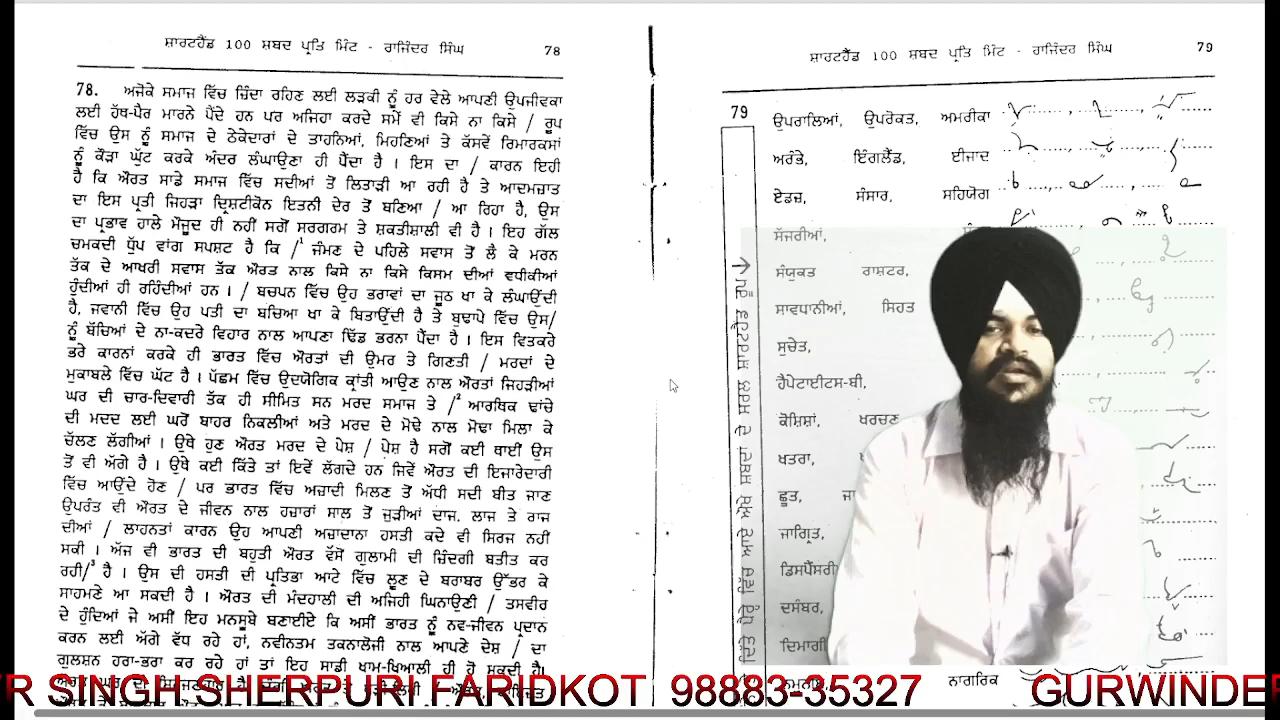 ਸ਼ਾਰਟਹੈਂਡ 100 ਸ਼ਬਦ ਪ੍ਰਤਿ ਮਿੰਟ - ਰਾਜਿੰਦਰ ਸਿੰਘ 78
78. ਅਜੋਕੇ ਸਮਾਜ ਵਿੱਚ ਜ਼ਿੰਦਾ ਰਹਿਣ ਲਈ ਲੜਕੀ ਨੂੰ ਹਰ ਵੇਲੇ ਆਪਣੀ ਉਪਜੀਵਕਾ
ਲਈ ਹੱਥ-ਪੈਰ ਮਾਰਨੇ ਪੈਂਦੇ ਹਨ ਪਰ ਅਜਿਹਾ ਕਰਦੇ ਸਮੇਂ ਵੀ ਕਿਸੇ ਨਾ ਕਿਸੇ / ਰੂਪ
ਵਿੱਚ ਉਸ ਨੂੰ ਸਮਾਜ ਦੇ ਠੇਕੇਦਾਰਾਂ ਦੇ ਤਾਹਨਿਆਂ, ਮਿਹਣਿਆਂ ਤੇ ਕੱਸਵੇਂ ਰਿਮਾਰਕਸਾਂ
ਨੂੰ ਕੌੜਾ ਘੁੱਟ ਕਰਕੇ ਅੰਦਰ ਲੰਘਾਉਣਾ ਹੀ ਪੈਂਦਾ ਹੈ । ਇਸ ਦਾ / ਕਾਰਨ ਇਹੀ
ਹੈ ਕਿ ਔਰਤ ਸਾਡੇ ਸਮਾਜ ਵਿੱਚ ਸਦੀਆਂ ਤੋਂ ਲਿਤਾੜੀ ਆ ਰਹੀ ਹੈ ਤੇ ਆਦਮਜ਼ਾਤ
ਦਾ ਇਸ ਪ੍ਰਤੀ ਜਿਹੜਾ ਦ੍ਰਿਸ਼ਟੀਕੋਨ ਇਤਨੀ ਦੇਰ ਤੋਂ ਬਣਿਆ / ਆ ਰਿਹਾ ਹੈ, ਉਸ
ਦਾ ਪ੍ਰਭਾਵ ਹਾਲੇ ਮੌਜੂਦ ਹੀ ਨਹੀਂ ਸਗੋਂ ਸਰਗਰਮ ਤੇ ਸ਼ਕਤੀਸ਼ਾਲੀ ਵੀ ਹੈ । ਇਹ ਗੱਲ
ਚਮਕਦੀ ਧੁੱਪ ਵਾਂਗ ਸਪਸ਼ਟ ਹੈ ਕਿ /¹ ਜੰਮਣ ਦੇ ਪਹਿਲੇ ਸਵਾਸ ਤੋਂ ਲੈ ਕੇ ਮਰਨ
ਤੱਕ ਦੇ ਆਖਰੀ ਸਵਾਸ ਤੱਕ ਔਰਤ ਨਾਲ ਕਿਸੇ ਨਾ ਕਿਸੇ ਕਿਸਮ ਦੀਆਂ ਵਧੀਕੀਆਂ
ਹੁੰਦੀਆਂ ਹੀ ਰਹਿੰਦੀਆਂ ਹਨ । / ਬਚਪਨ ਵਿੱਚ ਉਹ ਭਰਾਵਾਂ ਦਾ ਜੂਠ ਖਾ ਕੇ ਲੰਘਾਉਂਦੀ
ਹੈ, ਜਵਾਨੀ ਵਿੱਚ ਉਹ ਪਤੀ ਦਾ ਬਚਿਆ ਖਾ ਕੇ ਬਿਤਾਉਂਦੀ ਹੈ ਤੇ ਬੁਢਾਪੇ ਵਿੱਚ ਉਸ/
ਨੂੰ ਬੱਚਿਆਂ ਦੇ ਨਾ-ਕਦਰੇ ਵਿਹਾਰ ਨਾਲ ਆਪਣਾ ਢਿੱਡ ਭਰਨਾ ਪੈਂਦਾ ਹੈ । ਇਸ ਵਿਤਕਰੇ
ਭਰੇ ਕਾਰਨਾਂ ਕਰਕੇ ਹੀ ਭਾਰਤ ਵਿੱਚ ਔਰਤਾਂ ਦੀ ਉਮਰ ਤੇ ਗਿਣਤੀ / ਮਰਦਾਂ ਦੇ
ਮੁਕਾਬਲੇ ਵਿੱਚ ਘੱਟ ਹੈ । ਪੱਛਮ ਵਿੱਚ ਉਦਯੋਗਿਕ ਕ੍ਰਾਂਤੀ ਆਉਣ ਨਾਲ ਔਰਤਾਂ ਜਿਹੜੀਆਂ
ਘਰ ਦੀ ਚਾਰ-ਦਿਵਾਰੀ ਤੱਕ ਹੀ ਸੀਮਿਤ ਸਨ ਮਰਦ ਸਮਾਜ ਤੇ /² ਆਰਥਿਕ ਢਾਂਚੇ
ਦੀ ਮਦਦ ਲਈ ਘਰੋਂ ਬਾਹਰ ਨਿਕਲੀਆਂ ਅਤੇ ਮਰਦ ਦੇ ਮੋਢੇ ਨਾਲ ਮੋਢਾ ਮਿਲਾ ਕੇ
ਚੱਲਣ ਲੱਗੀਆਂ । ਉਥੇ ਹੁਣ ਔਰਤ ਮਰਦ ਦੇ ਪੇਸ਼ / ਪੇਸ਼ ਹੈ ਸਗੋਂ ਕਈ ਥਾਈਂ ਉਸ
ਤੋਂ ਵੀ ਅੱਗੇ ਹੈ । ਉਥੇ ਕਈ ਕਿੱਤੇ ਤਾਂ ਇਵੇਂ ਲੱਗਦੇ ਹਨ ਜਿਵੇਂ ਔਰਤ ਦੀ ਇਜਾਰੇਦਾਰੀ
ਵਿੱਚ ਆਉਂਦੇ ਹੋਣ / ਪਰ ਭਾਰਤ ਵਿੱਚ ਅਜ਼ਾਦੀ ਮਿਲਣ ਤੋਂ ਅੱਧੀ ਸਦੀ ਬੀਤ ਜਾਣ
ਉਪਰੰਤ ਵੀ ਔਰਤ ਦੇ ਜੀਵਨ ਨਾਲ ਹਜ਼ਾਰਾਂ ਸਾਲ ਤੋਂ ਜੁੜੀਆਂ ਦਾਜ, ਲਾਜ ਤੇ ਰਾਜ
ਦੀਆਂ / ਲਾਹਨਤਾਂ ਕਾਰਨ ਉਹ ਆਪਣੀ ਅਜ਼ਾਦਾਨਾ ਹਸਤੀ ਕਦੇ ਵੀ ਸਿਰਜ ਨਹੀਂ
ਸਕੀ । ਅੱਜ ਵੀ ਭਾਰਤ ਦੀ ਬਹੁਤੀ ਔਰਤ ਵੱਸੋਂ ਗੁਲਾਮੀ ਦੀ ਜ਼ਿੰਦਗੀ ਬਤੀਤ ਕਰ
ਰਹੀ/³ ਹੈ । ਉਸ ਦੀ ਹਸਤੀ ਦੀ ਪ੍ਰਤਿਭਾ ਆਟੇ ਵਿੱਚ ਲੂਣ ਦੇ ਬਰਾਬਰ ਉੱਭਰ ਕੇ
ਸਾਹਮਣੇ ਆ ਸਕਦੀ ਹੈ । ਔਰਤ ਦੀ ਮੰਦਹਾਲੀ ਦੀ ਅਜਿਹੀ ਘਿਨਾਉਣੀ / ਤਸਵੀਰ
ਦੇ ਹੁੰਦਿਆਂ ਜੇ ਅਸੀਂ ਇਹ ਮਨਸੂਬੇ ਬਣਾਈਏ ਕਿ ਅਸੀਂ ਭਾਰਤ ਨੂੰ ਨਵ-ਜੀਵਨ ਪ੍ਰਦਾਨ
ਕਰਨ ਲਈ ਅੱਗੇ ਵੱਧ ਰਹੇ ਹਾਂ, ਨਵੀਨਤਮ ਤਕਨਾਲੋਜੀ ਨਾਲ ਆਪਣੇ ਦੇਸ਼ / ਦਾ
ਗੁਲਸ਼ਨ ਹਰਾ-ਭਰਾ ਕਰ ਰਹੇ ਹਾਂ ਤਾਂ ਇਹ ਸਾਡੀ ਖਾਮ-ਖਿਆਲੀ ਹੀ ਹੋ ਸਕਦੀ ਹੈ।
ਸ਼ਾਰਟਹੈਂਡ 100 ਸ਼ਬਦ ਪ੍ਰਤਿ ਮਿੰਟ - ਰਾਜਿੰਦਰ ਸਿੰਘ 79
79
ਉਪਰਾਲਿਆਂ, ਉਪਰੋਕਤ, ਅਮਰੀਕਾ
ਅਰੰਭੇ, ਇੰਗਲੈਂਡ, ਈਜਾਦ
ਏਡਜ਼, ਸੰਸਾਰ, ਸਹਿਯੋਗ
ਸੱਜਰੀਆਂ,
ਸੰਯੁਕਤ ਰਾਸ਼ਟਰ,
ਸਾਵਧਾਨੀਆਂ, ਸਿਹਤ
ਸੁਚੇਤ,
ਹੈਪੇਟਾਈਟਸ-ਬੀ,
ਕੋਸ਼ਿਸ਼ਾਂ, ਖਰਚਣ
ਖਤਰਾ,
ਛੂਤ,
ਜਾਗ੍ਰਿਤ,
ਡਿਸਪੈਂਸਰੀ
ਦਸੰਬਰ,
ਦਿਮਾਗੀ
ਨਾਗਰਿਕ
R SINGH SHERPURI FARIDKOT 98883-35327 GURWINDE